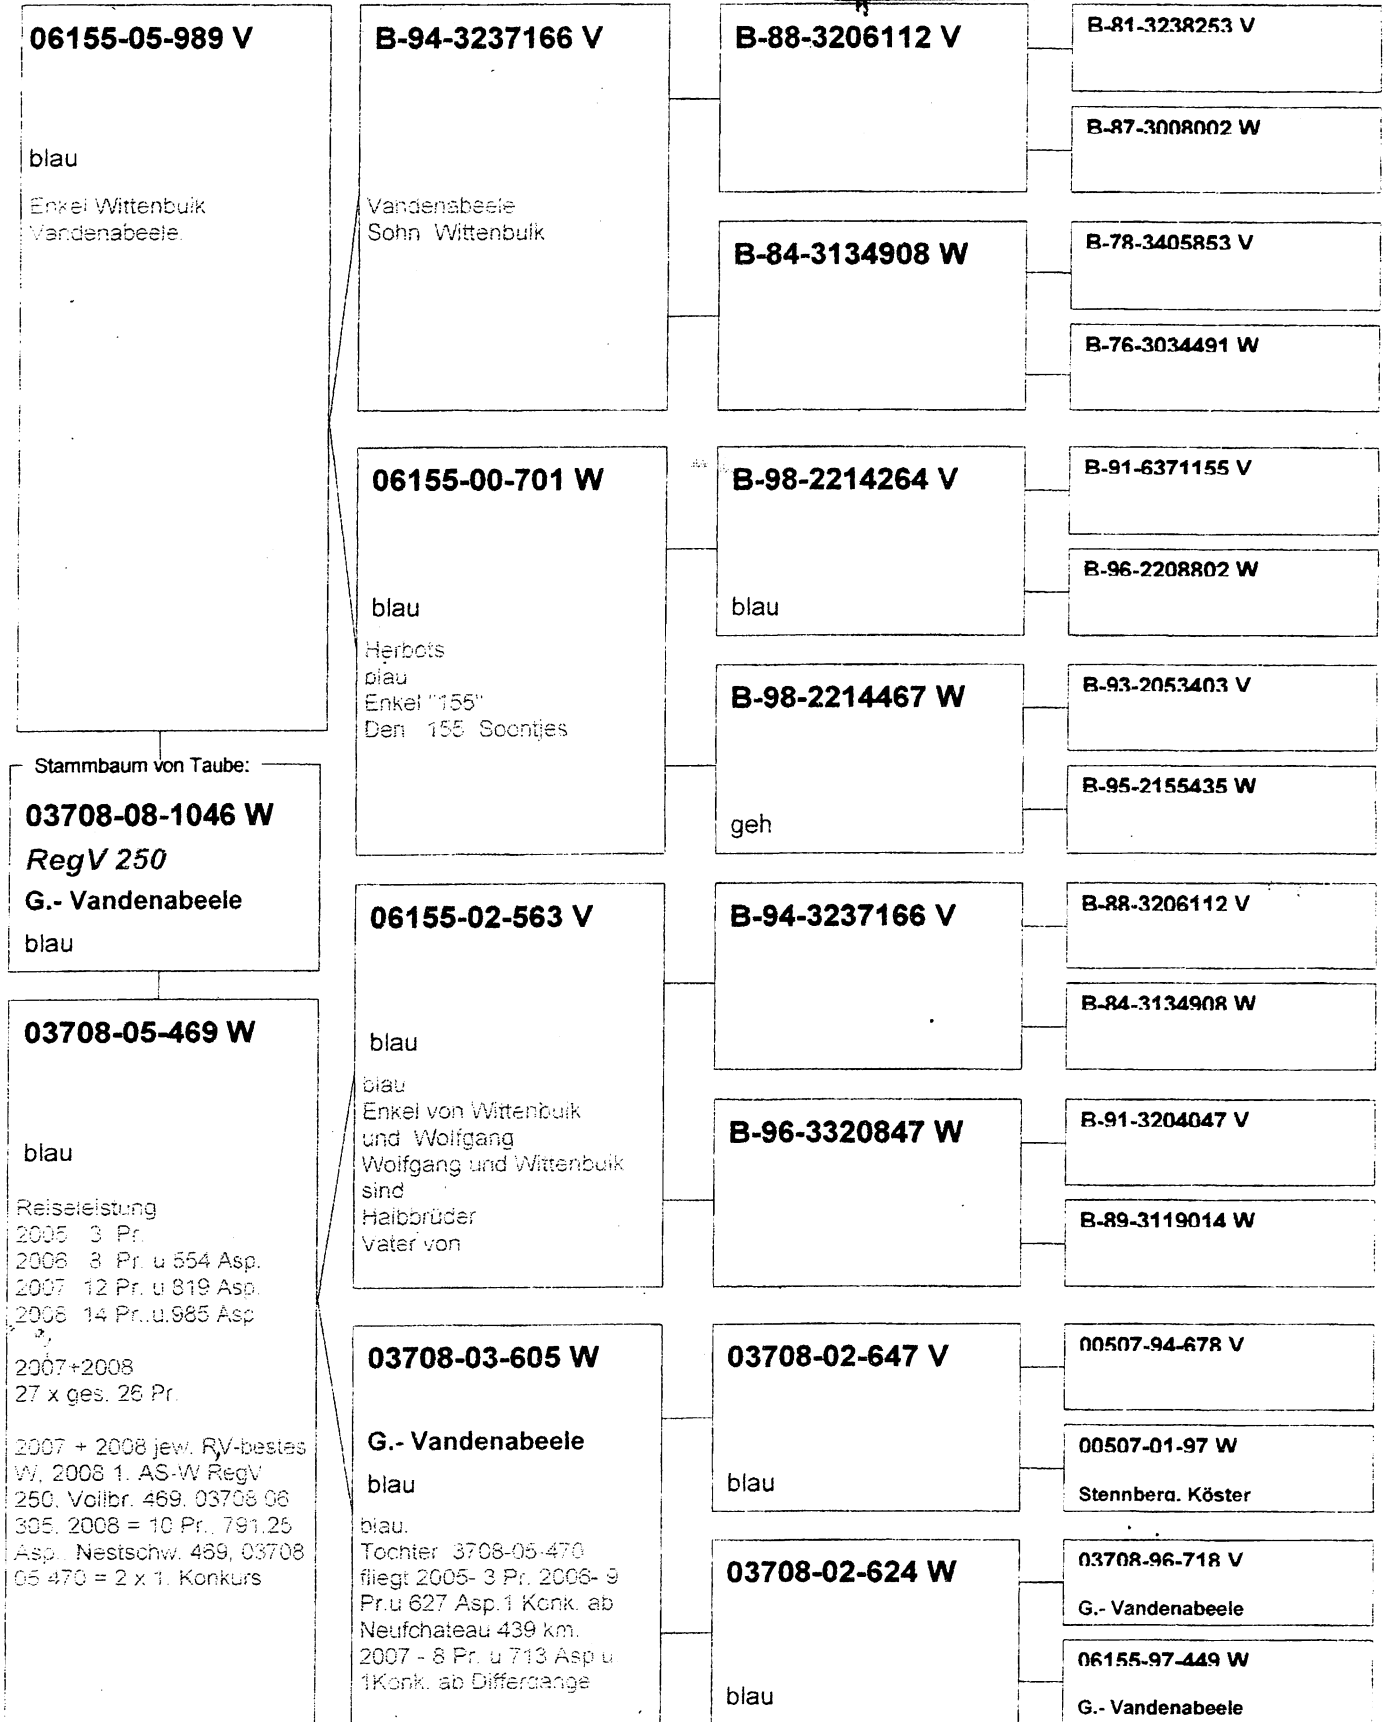 06155-05-989 V
blau
Enkel Wittenbuik
Vandenabeele.
Stammbaum von Taube:
03708-08-1046 W
RegV 250
G.- Vandenabeele
blau
03708-05-469 W
blau
Reiseleistung
2005 3 Pr.
2006 8 Pr. u 554 Asp.
2007 12 Pr. u 819 Asp.
2008 14 Pr..u.985 Asp
2007+2008
27 x ges. 26 Pr.
2007 + 2008 jew. RV-bestes
W, 2008 1. AS-W RegV
250. Vollbr. 469. 03708 06
305. 2008 = 10 Pr.. 791.25
Asp.. Nestschw. 469, 03708
05 470 = 2 x 1. Konkurs
B-94-3237166 V
Vandenabeele
Sohn Wittenbuik
06155-00-701 W
blau
Herbots
blau
Enkel "155"
Den 155 Soontjes
06155-02-563 V
blau
blau
Enkel von Wittenbuik
und Wolfgang
Wolfgang und Wittenbuik
sind
Halbbrüder
Vater von
03708-03-605 W
G.- Vandenabeele
blau
blau.
Tochter 3708-05-470
fliegt 2005- 3 Pr. 2006- 9
Pr.u 627 Asp.1 Konk. ab
Neufchateau 439 km.
2007 - 8 Pr. u 713 Asp u
1Konk. ab Differdange
B-88-3206112 V
B-84-3134908 W
B-98-2214264 V
blau
B-98-2214467 W
geh
B-94-3237166 V
B-96-3320847 W
03708-02-647 V
blau
03708-02-624 W
blau
B-81-3238253 V
B-87-3008002 W
B-78-3405853 V
B-76-3034491 W
B-91-6371155 V
B-96-2208802 W
B-93-2053403 V
B-95-2155435 W
B-88-3206112 V
B-84-3134908 W
B-91-3204047 V
B-89-3119014 W
00507-94-678 V
00507-01-97 W
Stennberg. Köster
03708-96-718 V
G.- Vandenabeele
06155-97-449 W
G.- Vandenabeele